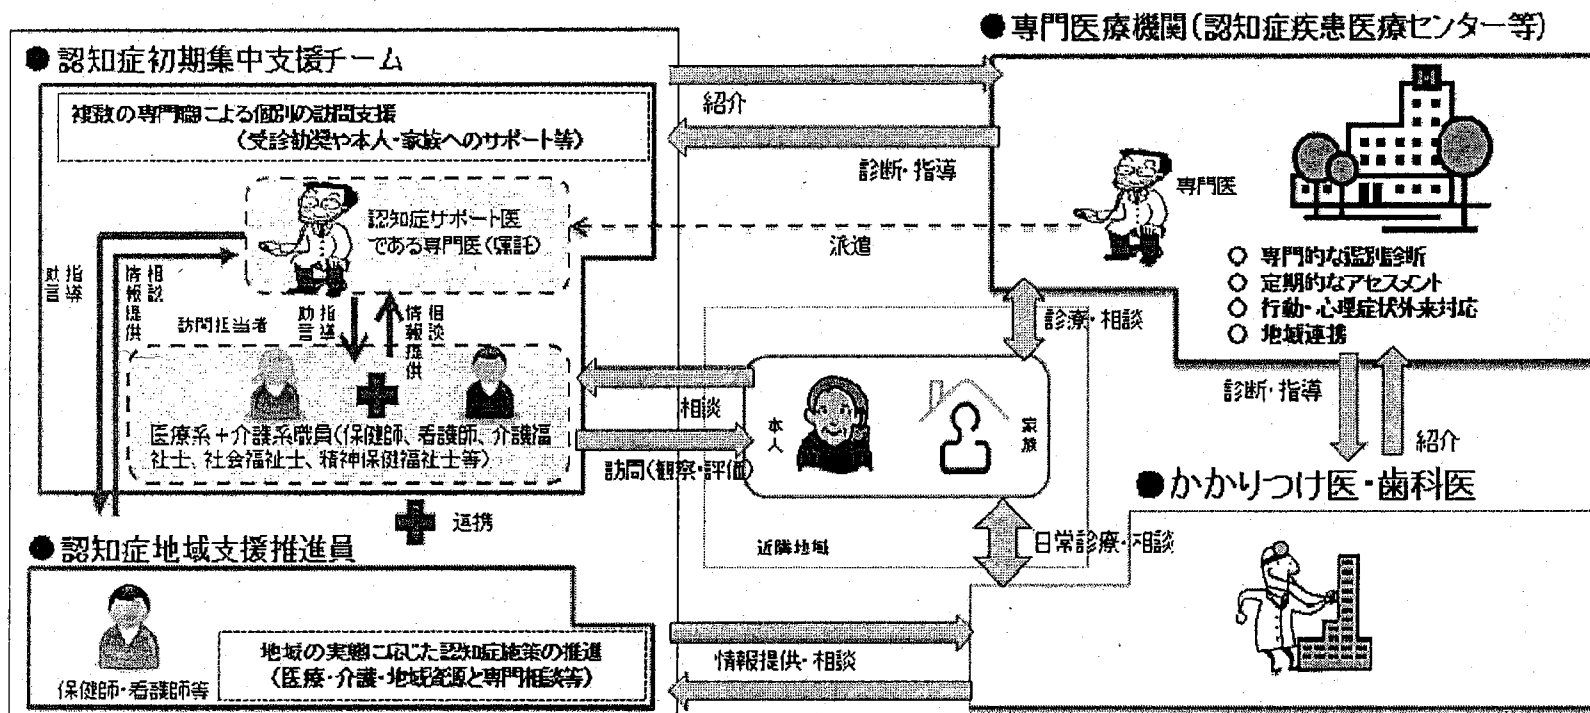 ●認知症初期集中支援チーム
複数の専門職による個別の訪問支援
(受診勧奨や本人・家族へのサポート等)
認知症サポート医
である専門医(嘱託)
指導
助言
相談
情報提供
訪問担当者
指導
助言
相談
情報提供
医療系+介護系職員(保健師、看護師、介護福
祉士、社会福祉士、精神保健福祉士等)
連携
●認知症地域支援推進員
保健師・看護師等
地域の実態に応じた認知症施策の推進
(医療・介護・地域資源と専門相談等)
●専門医療機関(認知症疾患医療センター等)
紹介
診断・指導
派遣
専門医
○ 専門的な鑑別診断
○ 定期的なアセスメント
○ 行動・心理症状外来対応
○ 地域連携
診療・相談
相談
訪問(観察・評価)
本人
家族
近隣地域
日常診療・相談
診断・指導
紹介
●かかりつけ医・歯科医
情報提供・相談